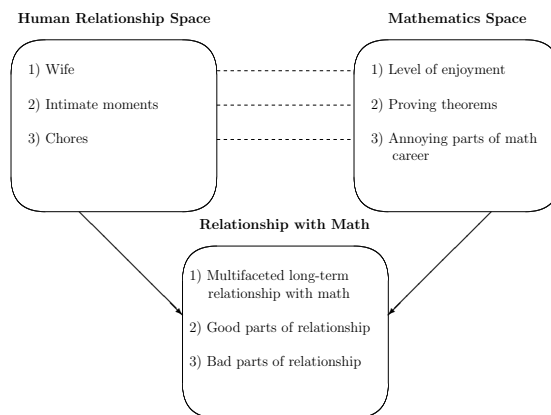 Human Relationship Space
1) Wife
2) Intimate moments
3) Chores
Mathematics Space
1) Level of enjoyment
2) Proving theorems
3) Annoying parts of math
career
Relationship with Math
1) Multifaceted long-term
relationship with math
2) Good parts of relationship
3) Bad parts of relationship